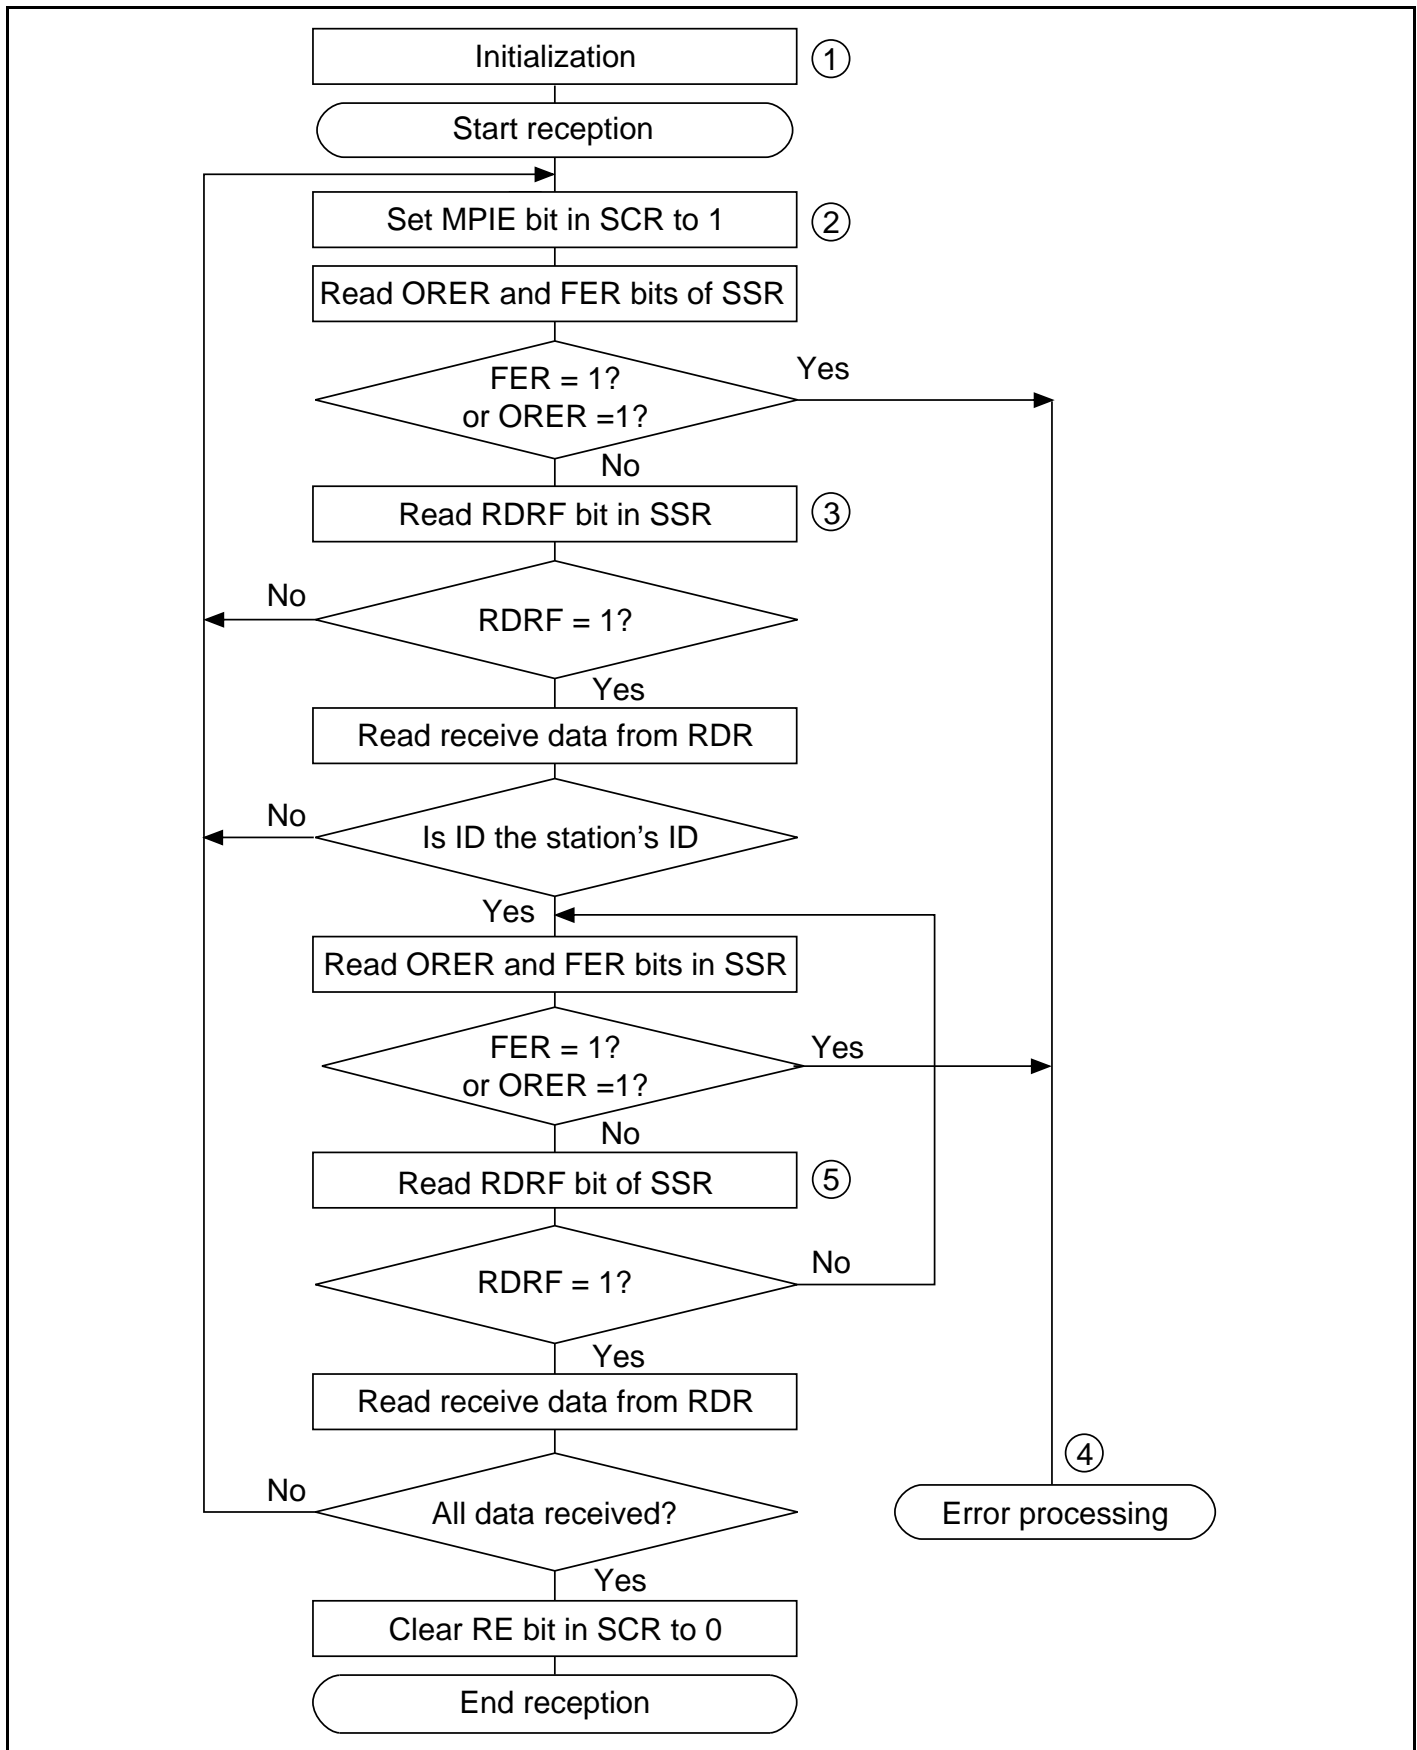 Initialization
①
Start reception
Set MPIE bit in SCR to 1
②
Read ORER and FER bits of SSR
FER = 1?
or ORER =1?
Yes
No
Read RDRF bit in SSR
③
RDRF = 1?
No
Yes
Read receive data from RDR
Is ID the station’s ID
No
Yes
Read ORER and FER bits in SSR
FER = 1?
or ORER =1?
Yes
No
Read RDRF bit of SSR
⑤
RDRF = 1?
No
Yes
Read receive data from RDR
④
All data received?
No
Error processing
Yes
Clear RE bit in SCR to 0
End reception